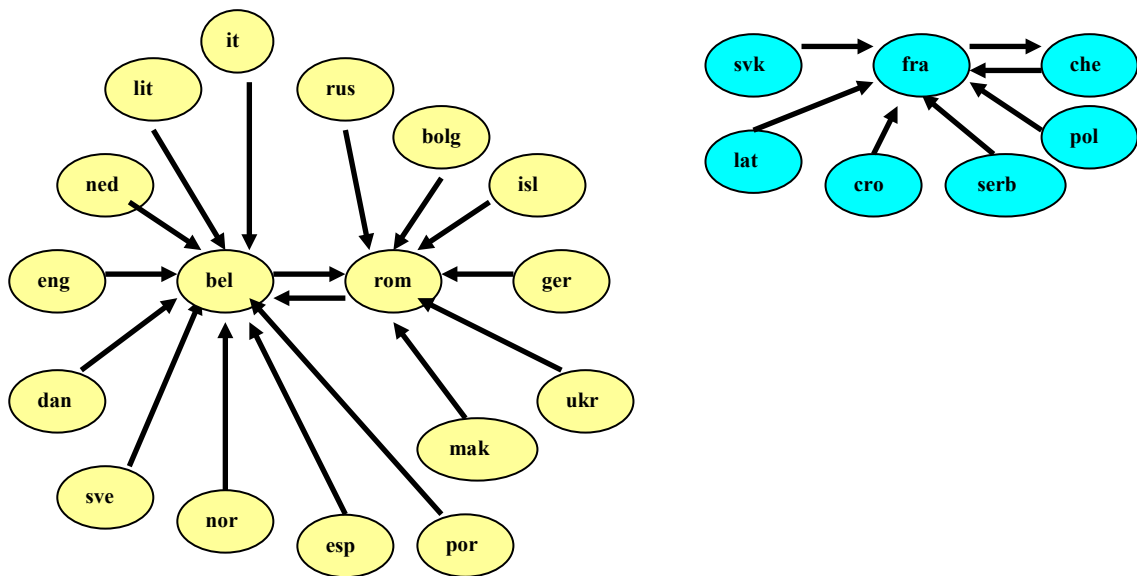 it
lit
rus
bolg
ned
isl
eng
bel
rom
ger
dan
ukr
mak
sve
nor
esp
por
svk
fra
che
lat
cro
serb
pol